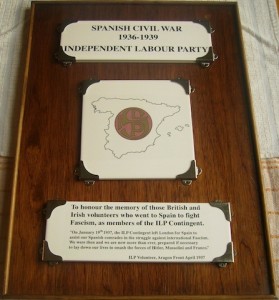 SPANISH CIVIL WAR
1936-1939
INDEPENDENT LABOUR PARTY
To honour the memory of those British and
Irish volunteers who went to Spain to fight
Fascism, as members of the ILP Contingent.
"On January 10th 1937, the ILP Contingent left London for Spain to
assist our Spanish comrades in the struggle against International Fascism.
We were then and we are now more than ever, prepared if necessary
to lay down our lives to smash the forces of Hitler, Mussolini and Franco."
ILP Volunteer, Aragon Front April 1937